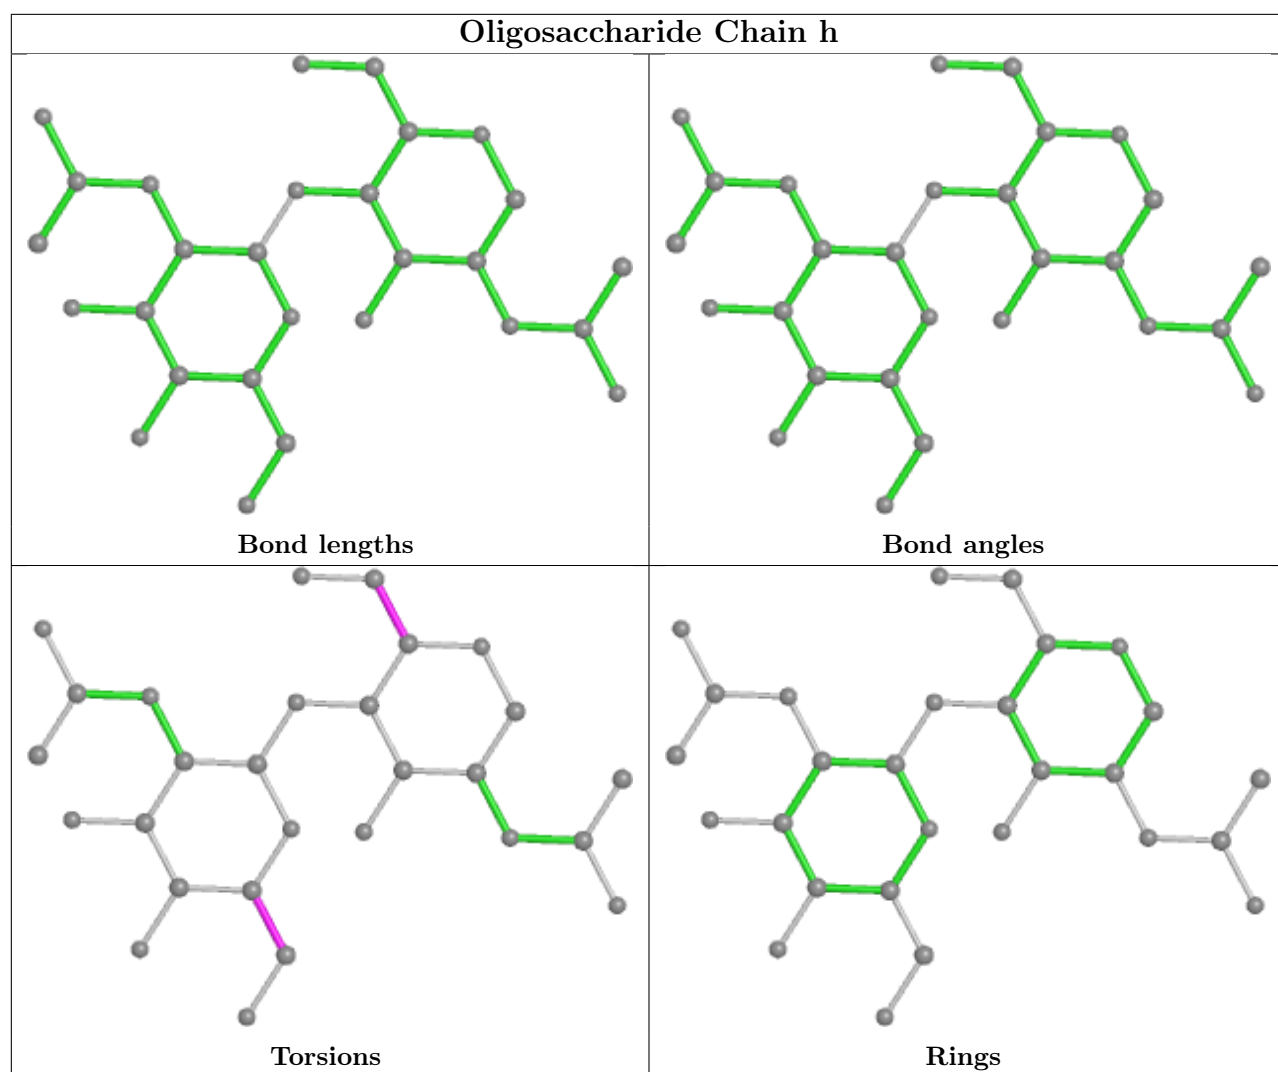 Oligosaccharide Chain h
Bond lengths
Bond angles
Torsions
Rings